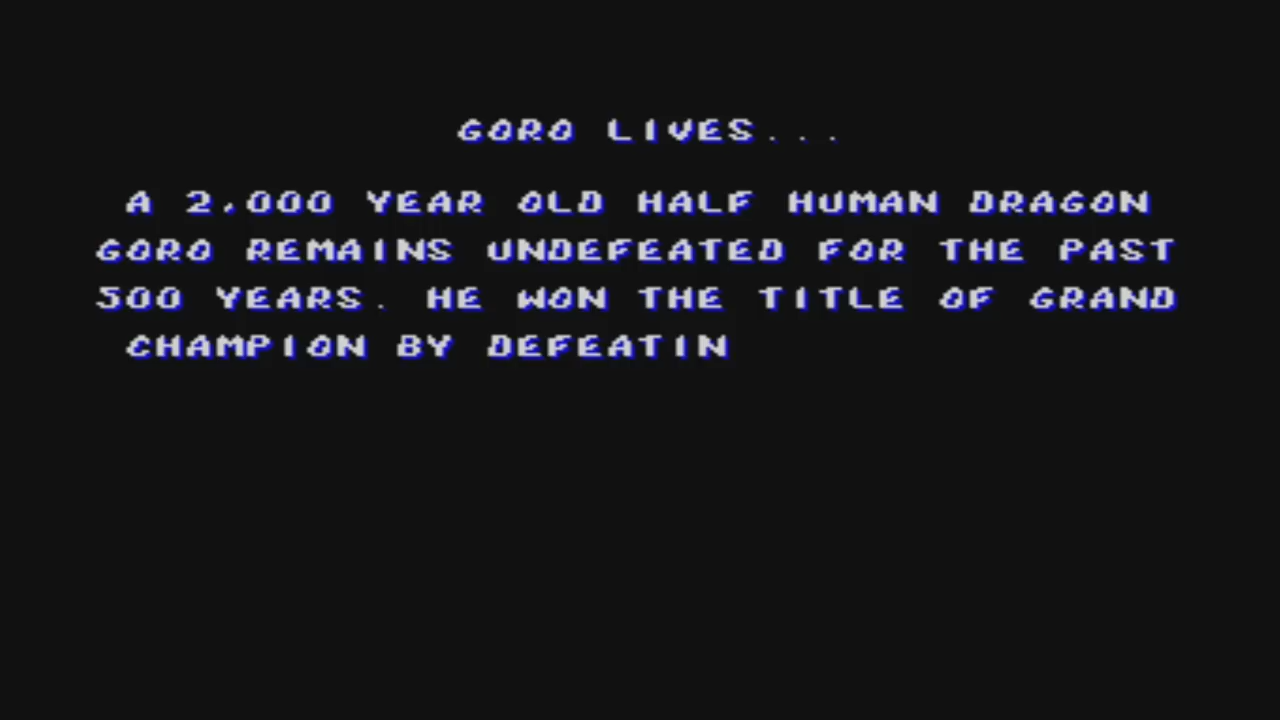 GORO LIVES...
A 2,000 YEAR OLD HALF HUMAN DRAGON
GORO REMAINS UNDEFEATED FOR THE PAST
500 YEARS. HE WON THE TITLE OF GRAND
CHAMPION BY DEFEATIN